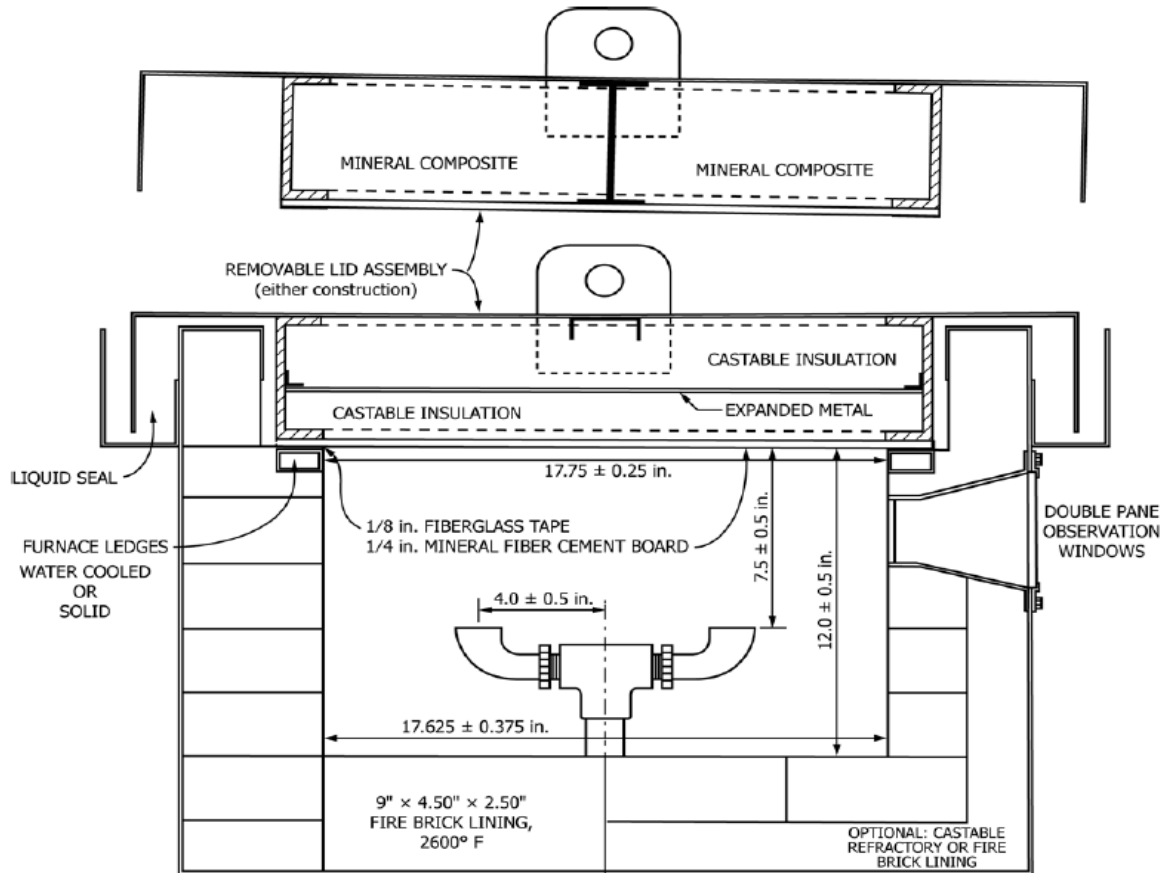 MINERAL COMPOSITE
MINERAL COMPOSITE
REMOVABLE LID ASSEMBLY
(either construction)
CASTABLE INSULATION
CASTABLE INSULATION
EXPANDED METAL
LIQUID SEAL
17.75 ± 0.25 in.
1/8 in. FIBERGLASS TAPE
1/4 in. MINERAL FIBER CEMENT BOARD
FURNACE LEDGES
WATER COOLED
OR
SOLID
7.5 ± 0.5 in.
12.0 ± 0.5 in.
DOUBLE PANE
OBSERVATION
WINDOWS
4.0 ± 0.5 in.
17.625 ± 0.375 in.
9" × 4.50" × 2.50"
FIRE BRICK LINING,
2600° F
OPTIONAL: CASTABLE
REFRACTORY OR FIRE
BRICK LINING